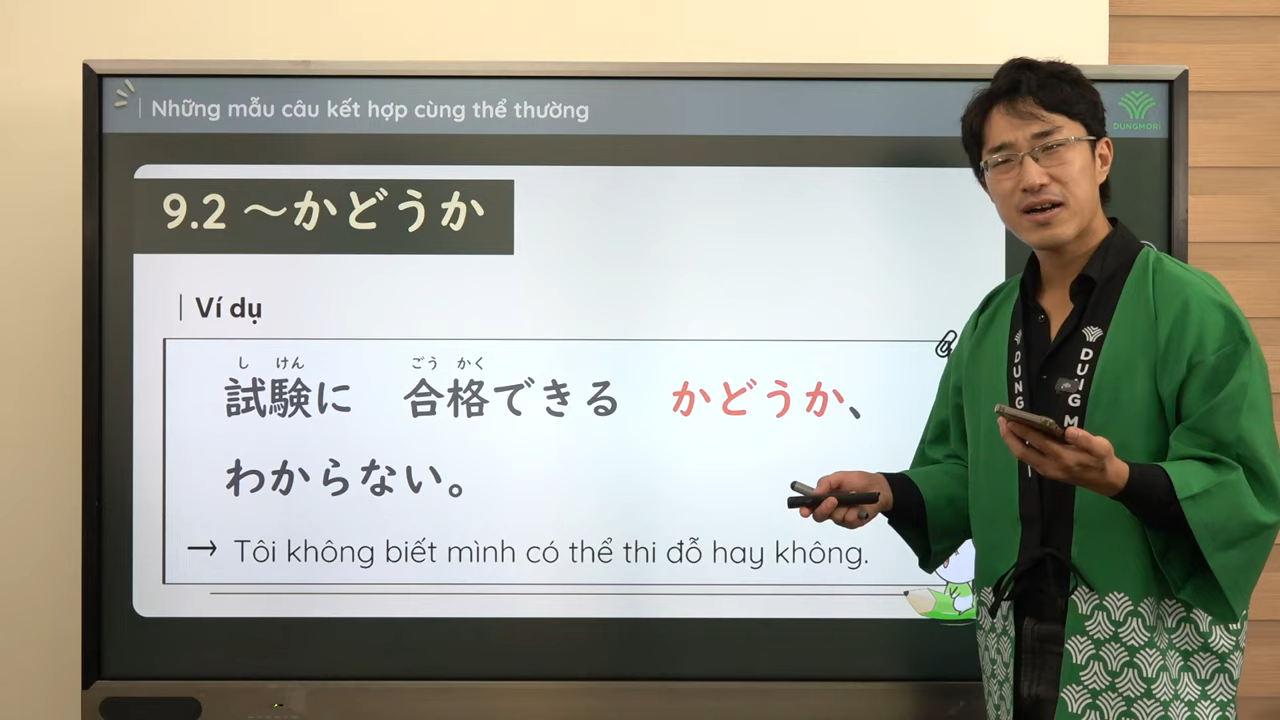 Những mẫu câu kết hợp cùng thể thường
DUNGMORI
9.2 ～かどうか
Ví dụ
し けん ごう かく
試験に 合格できる かどうか、
わからない。
→ Tôi không biết mình có thể thi đỗ hay không.
DUNG
DUNG M